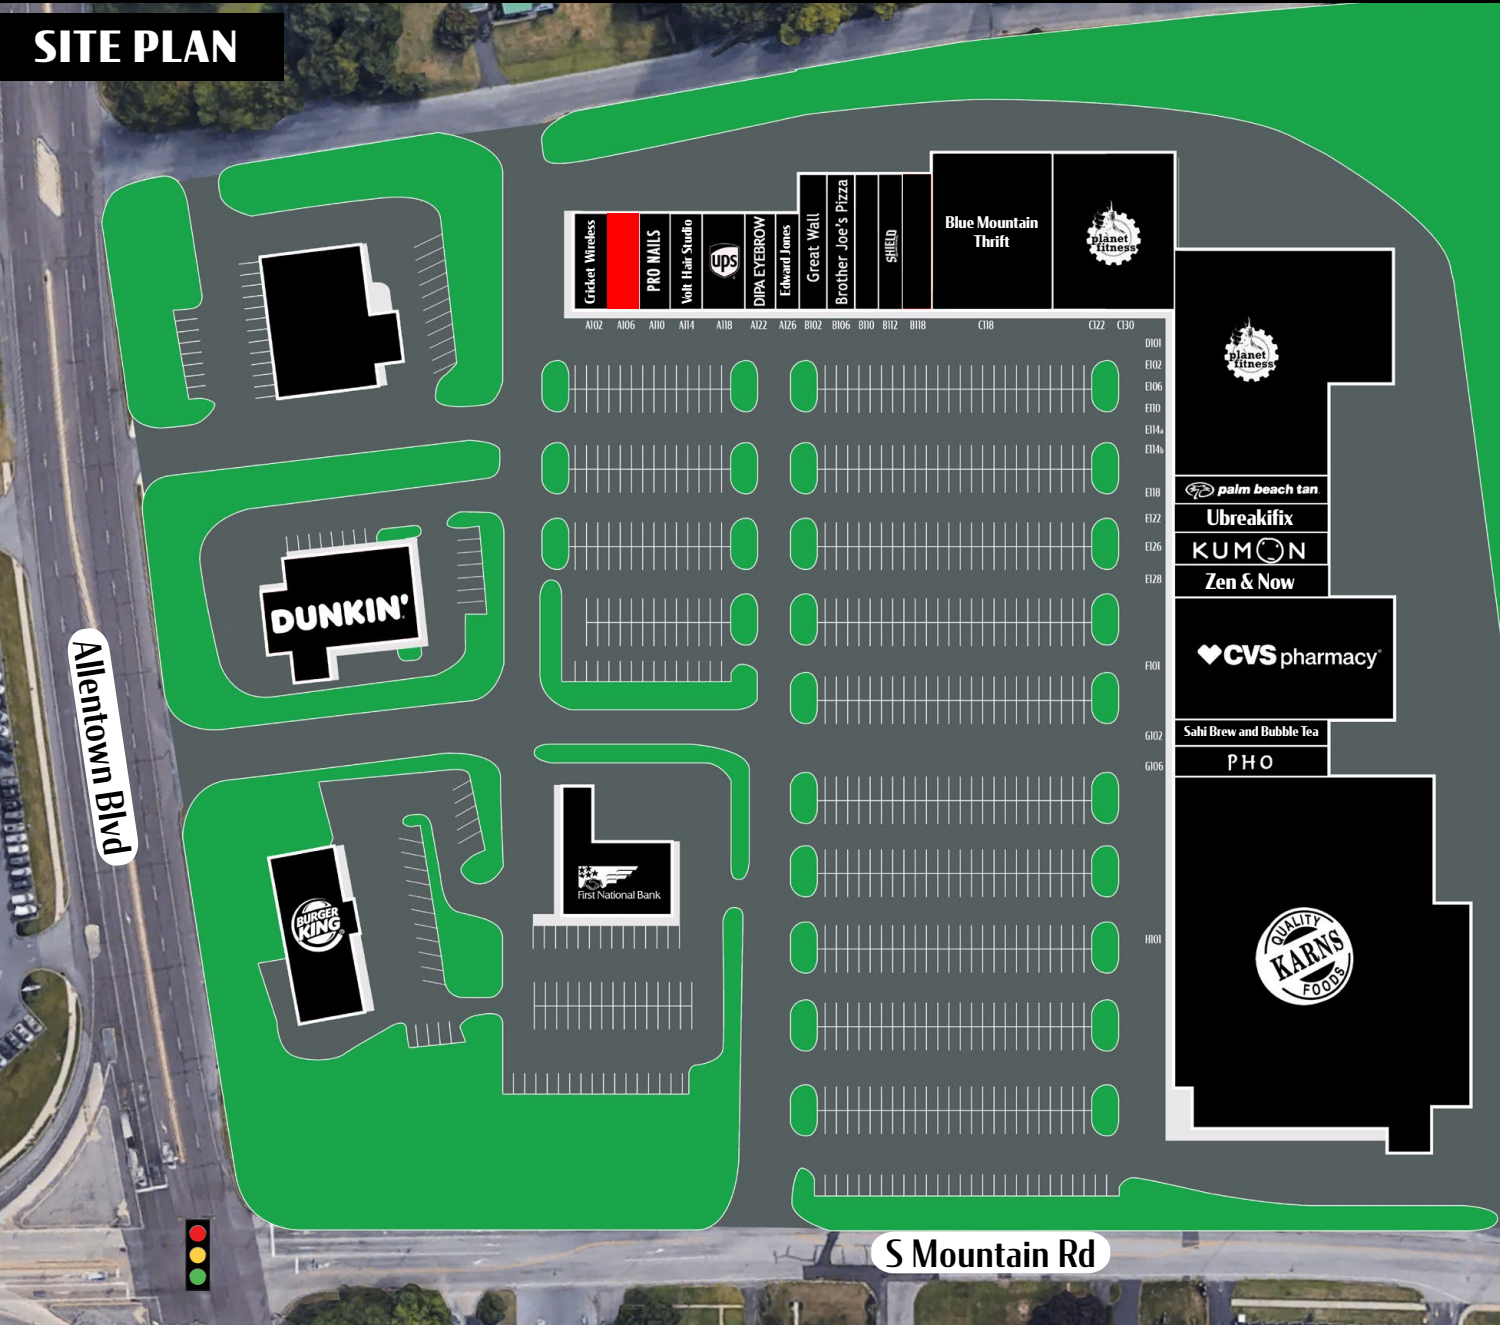 SITE PLAN
Cricket Wireless
PRO NAILS
Volt Hair Studio
ups
DIPA EYEBROW
Edward Jones
Great Wall
Brother Joe's Pizza
SHIELD
Blue Mountain
Thrift
planet
fitness
A102 A106 A110 A114 A118 A122 A126 B102 B106 B110 B112 B118 C118 C122 C130
D101
E102
E106
E110
E114a
E114b
E118
E122
E126
E128
F101
G102
G106
H101
planet
fitness
palm beach tan
Ubreakifix
KUMON
Zen & Now
CVS pharmacy
Sahi Brew and Bubble Tea
PHO
QUALITY
KARNS
FOODS
DUNKIN'
Allentown Blvd
BURGER
KING
First National Bank
S Mountain Rd